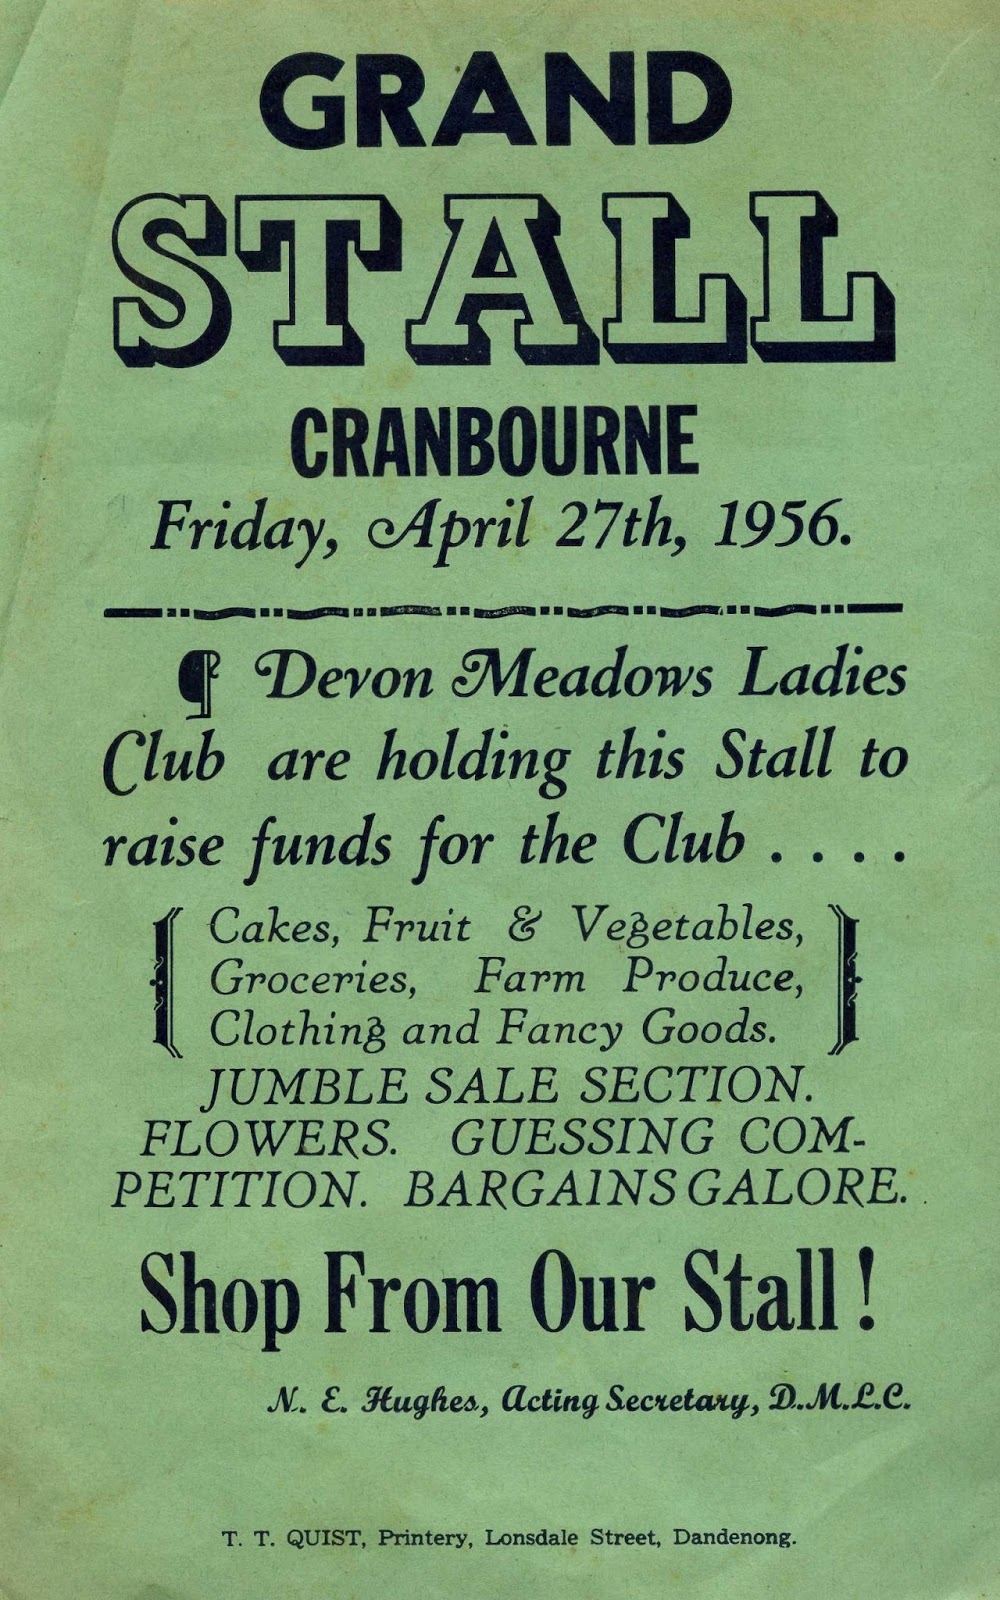 GRAND
STALL
CRANBOURNE
Friday, April 27th, 1956.
¶ Devon Meadows Ladies
Club are holding this Stall to
raise funds for the Club . . . .
Cakes, Fruit & Vegetables,
Groceries, Farm Produce,
Clothing and Fancy Goods.
JUMBLE SALE SECTION.
FLOWERS. GUESSING COM-
PETITION. BARGAINS GALORE.
Shop From Our Stall !
N. E. Hughes, Acting Secretary, D.M.L.C.
T. T. QUIST, Printery, Lonsdale Street, Dandenong.